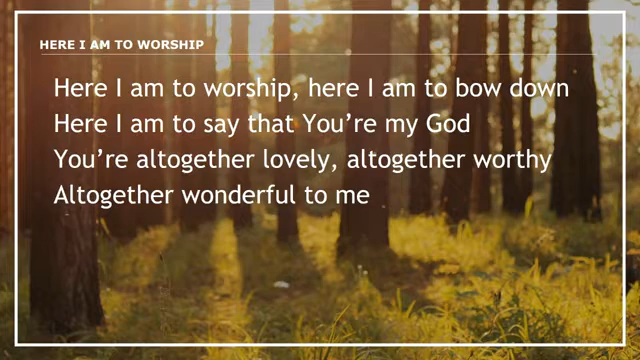 HERE I AM TO WORSHIP
Here I am to worship, here I am to bow down
Here I am to say that You’re my God
You’re altogether lovely, altogether worthy
Altogether wonderful to me